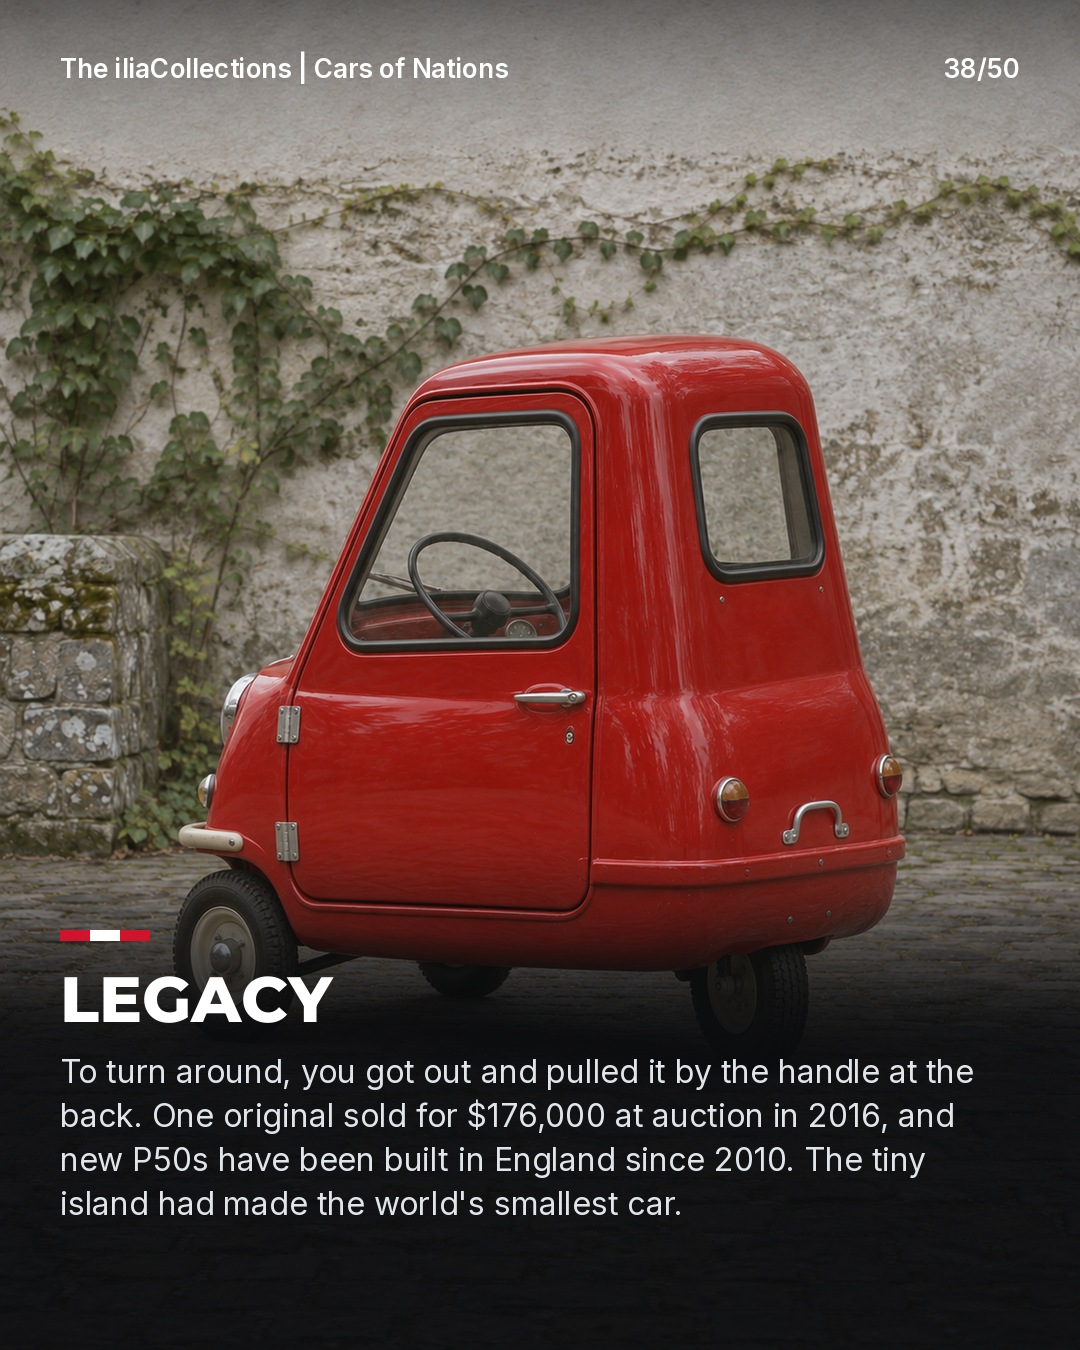 The iliaCollections | Cars of Nations
38/50
LEGACY
To turn around, you got out and pulled it by the handle at the
back. One original sold for $176,000 at auction in 2016, and
new P50s have been built in England since 2010. The tiny
island had made the world's smallest car.